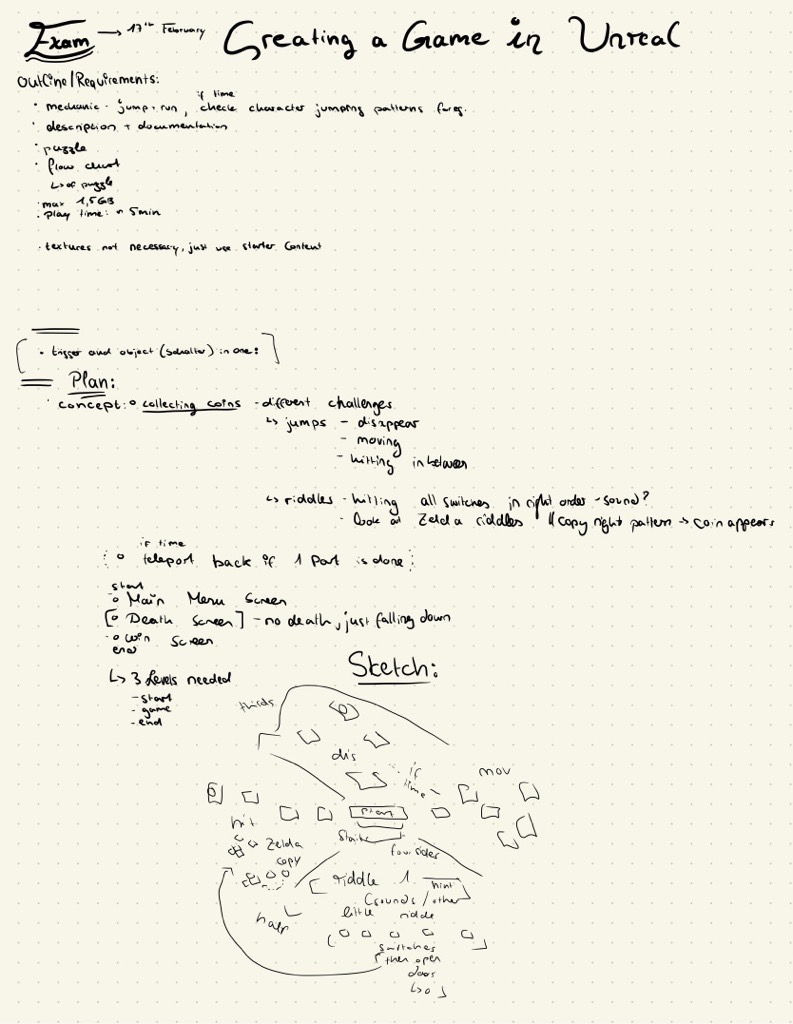 Exam → 17th February Creating a Game in Unreal
Outline/Requirements:
if time
· mechanic · jump + run, check character jumping patterns
· description + documentation
· puzzle
· flow chart
↳ of puzzle
· max 1,5GB
· play time: ~ 5min
· textures not necessary, just use starter Content
· trigger and object (Schalter) in one!
Plan:
concept: ° collecting coins - different challenges
↳ jumps - disappear
- moving
- hitting in between
↳ riddles - hitting all switches in right order - sound?
- look at Zelda riddles "copy right pattern → coin appears
if time
° teleport back if 1 Part is done
start
° Main Menu Screen
[° Death Screen] - no death, just falling down
° Win Screen
end
↳ 3 Levels needed
- start
- game
- end
Sketch:
thirds
dis
if time
mov
start
hit
Zelda
copy
four sides
riddle 1
hint
(sounds / other
little riddle
half
switches
then open
door